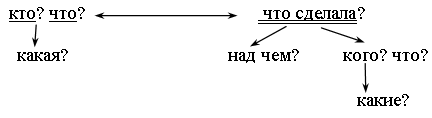 кто? что? что сделала?
какая? над чем? кого? что?
какие?